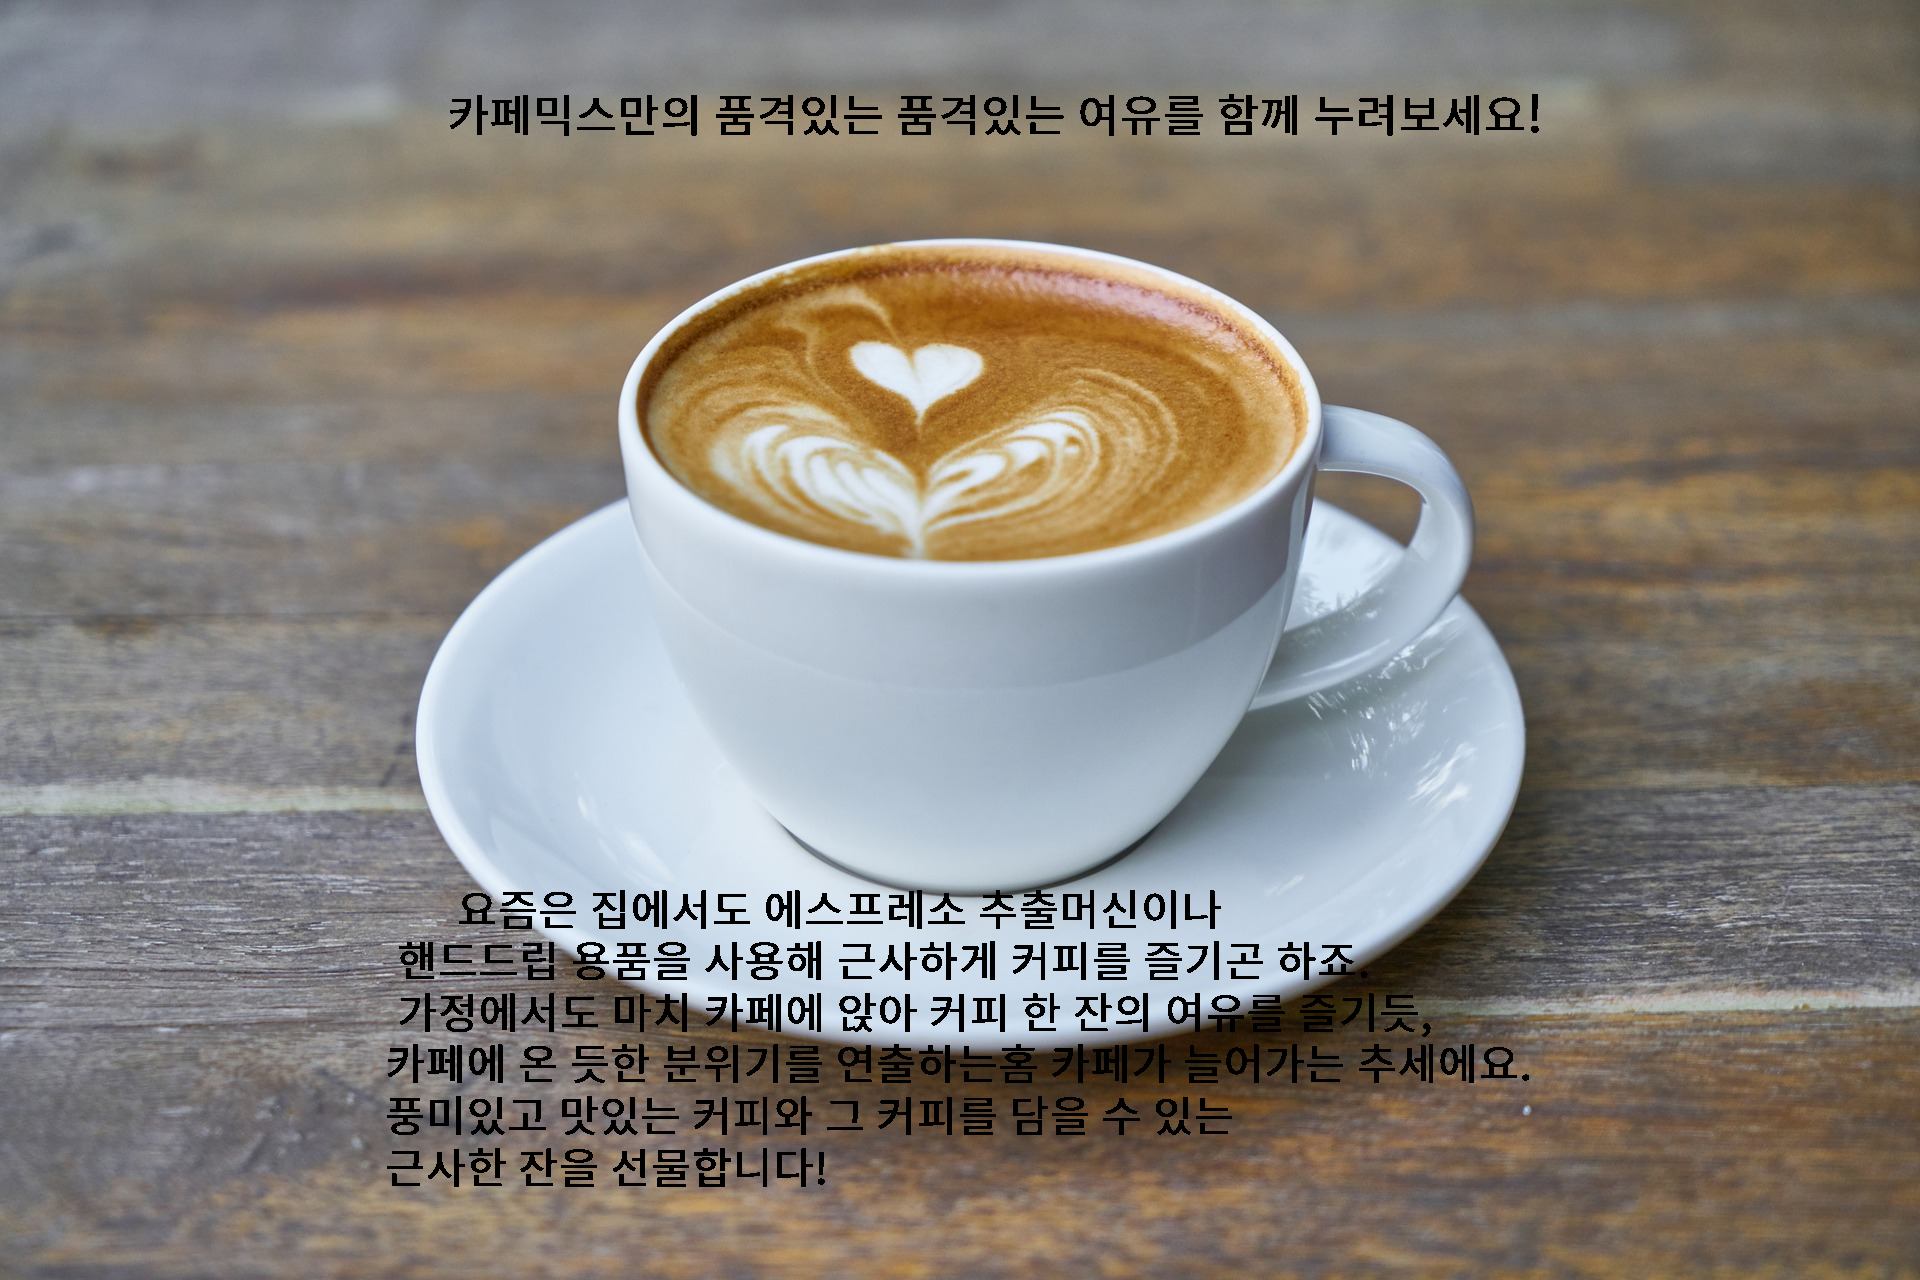 카페믹스만의 품격있는 품격있는 여유를 함께 누려보세요!
요즘은 집에서도 에스프레소 추출머신이나
핸드드립 용품을 사용해 근사하게 커피를 즐기곤 하죠.
가정에서도 마치 카페에 앉아 커피 한 잔의 여유를 즐기듯,
카페에 온 듯한 분위기를 연출하는홈 카페가 늘어가는 추세에요.
풍미있고 맛있는 커피와 그 커피를 담을 수 있는
근사한 잔을 선물합니다!